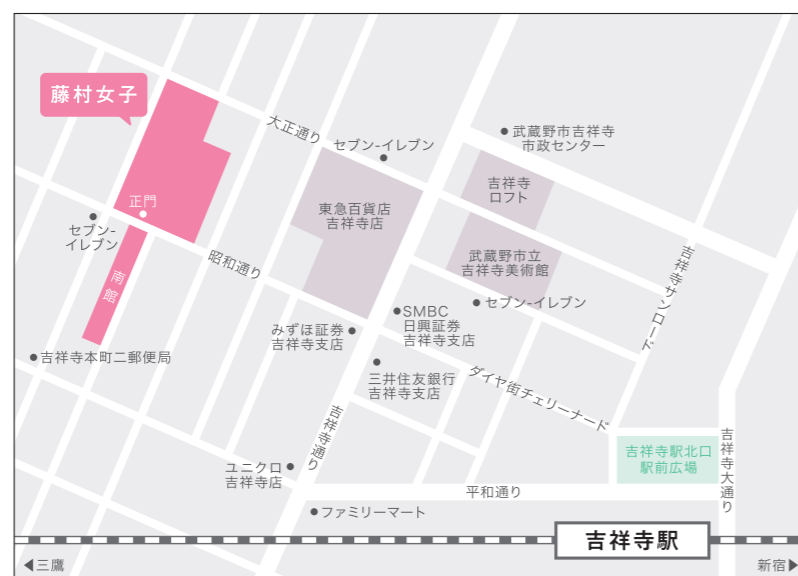 藤村女子
大正通り
セブン-イレブン
武蔵野市吉祥寺
市政センター
吉祥寺
ロフト
正門
セブン-
イレブン
東急百貨店
吉祥寺店
昭和通り
武蔵野市立
吉祥寺美術館
吉祥寺サンロード
南館
セブン-イレブン
SMBC
日興証券
吉祥寺支店
みずほ証券
吉祥寺支店
吉祥寺本町二郵便局
三井住友銀行
吉祥寺支店
ダイヤ街チェリーナード
吉祥寺通り
吉祥寺駅北口
駅前広場
吉祥寺大通り
ユニクロ
吉祥寺店
平和通り
ファミリーマート
吉祥寺駅
◀三鷹
新宿▶